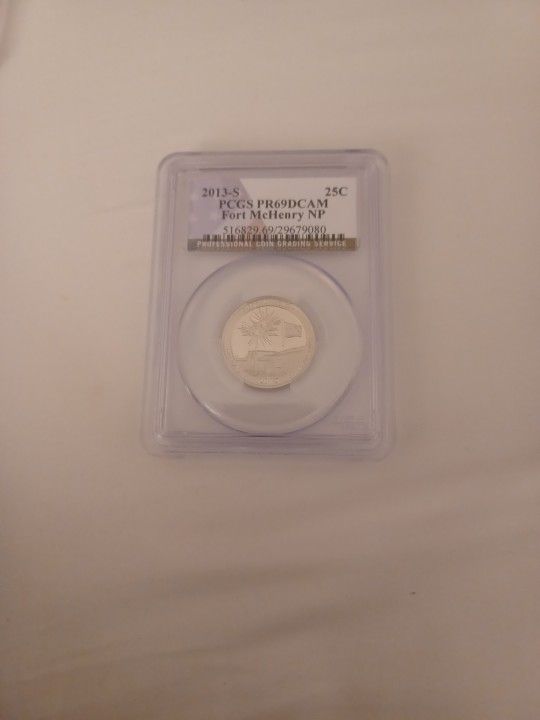 2013-S 25C
PCGS PR69DCAM
Fort McHenry NP
516829.69/29679080
PROFESSIONAL COIN GRADING SERVICE